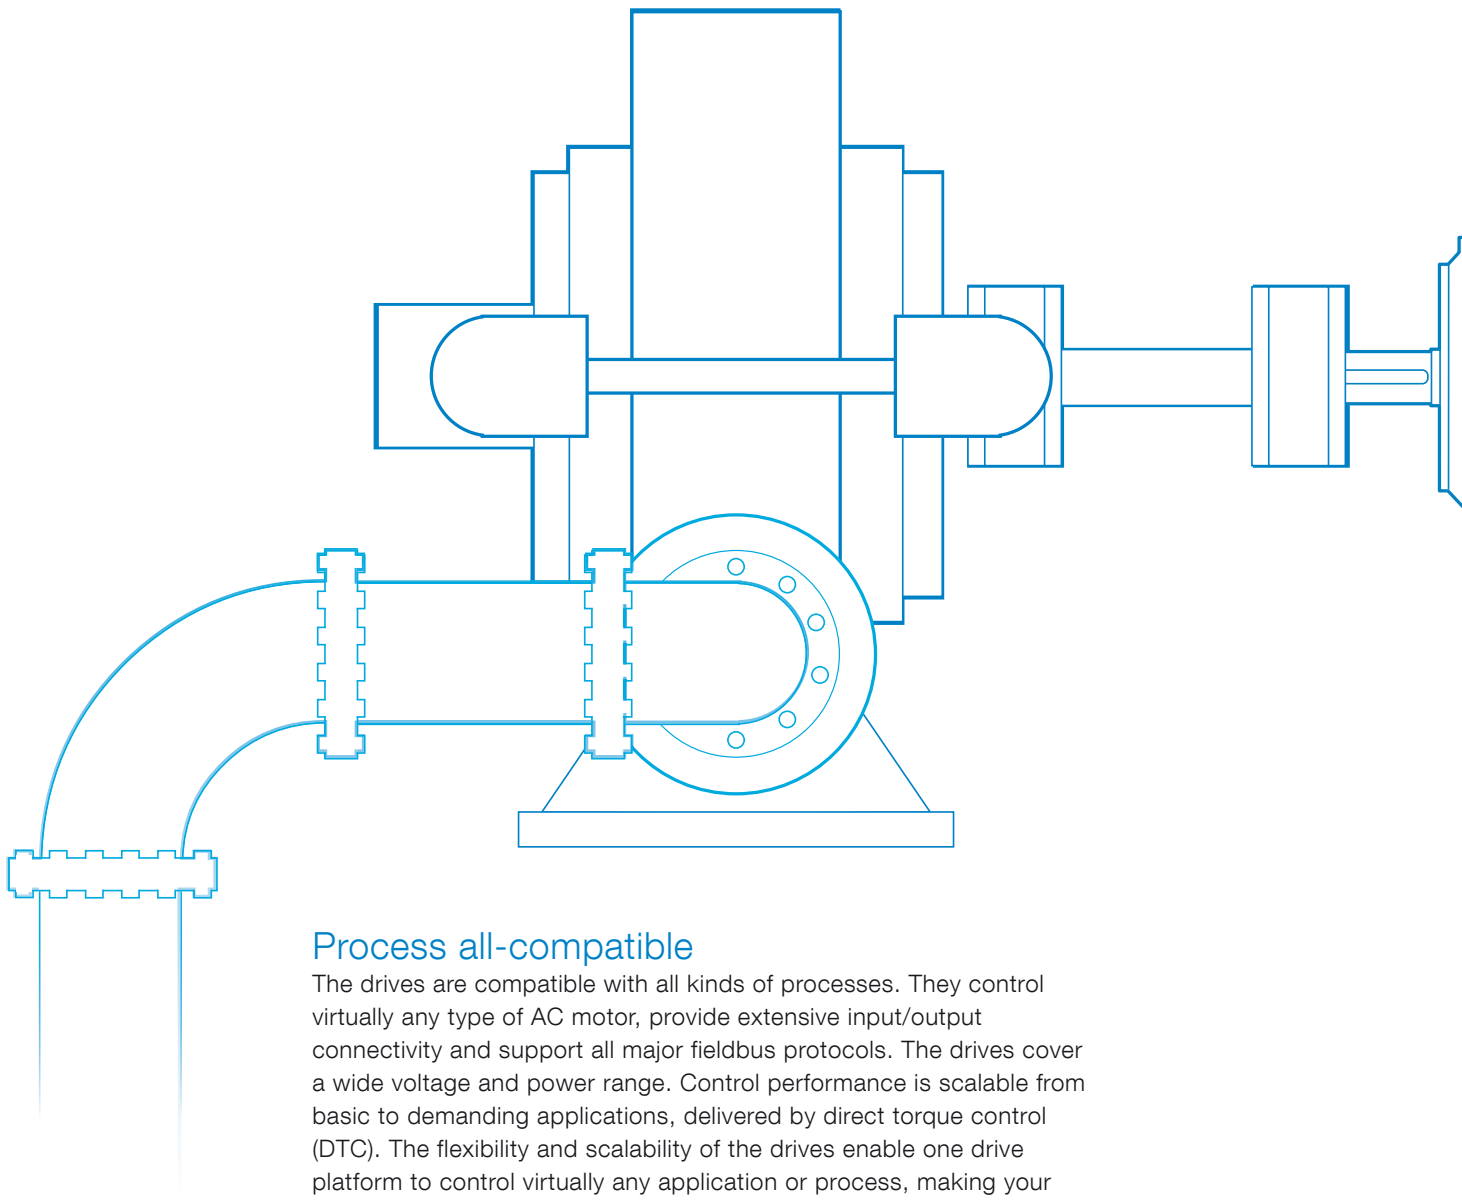 Process all-compatible
The drives are compatible with all kinds of processes. They control
virtually any type of AC motor, provide extensive input/output
connectivity and support all major fieldbus protocols. The drives cover
a wide voltage and power range. Control performance is scalable from
basic to demanding applications, delivered by direct torque control
(DTC). The flexibility and scalability of the drives enable one drive
platform to control virtually any application or process, making your